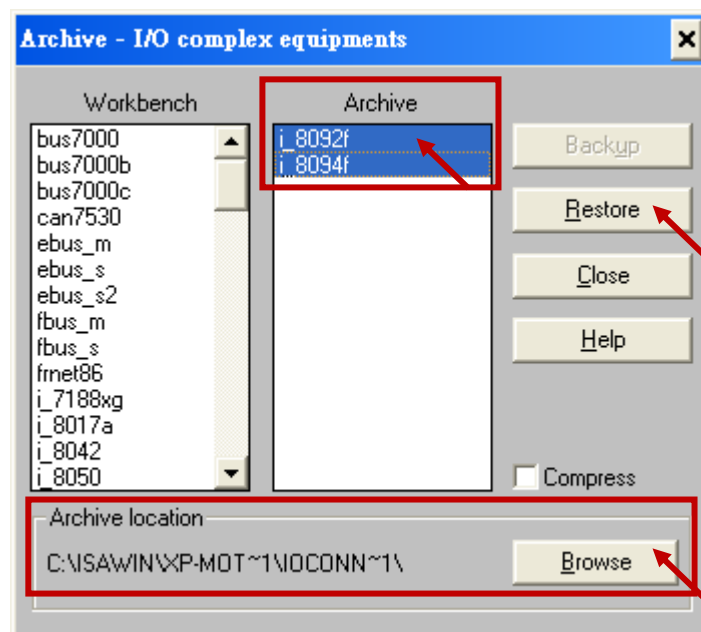 Archive - I/O complex equipments
Workbench
Archive
bus7000
bus7000b
bus7000c
can7530
ebus_m
ebus_s
ebus_s2
fbus_m
fbus_s
frnet86
i_7188xg
i_8017a
i_8042
i_8050
i_8092f
i_8094f
Backup
Restore
Close
Help
Compress
Archive location
C:\ISAWIN\XP-MOT~1\IOCONN~1\
Browse